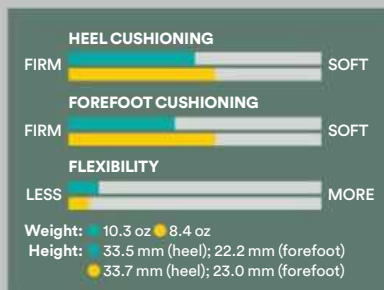 HEEL CUSHIONING
FIRM SOFT
FOREFOOT CUSHIONING
FIRM SOFT
FLEXIBILITY
LESS MORE
Weight: 10.3 oz 8.4 oz
Height: 33.5 mm (heel); 22.2 mm (forefoot)
33.7 mm (heel); 23.0 mm (forefoot)